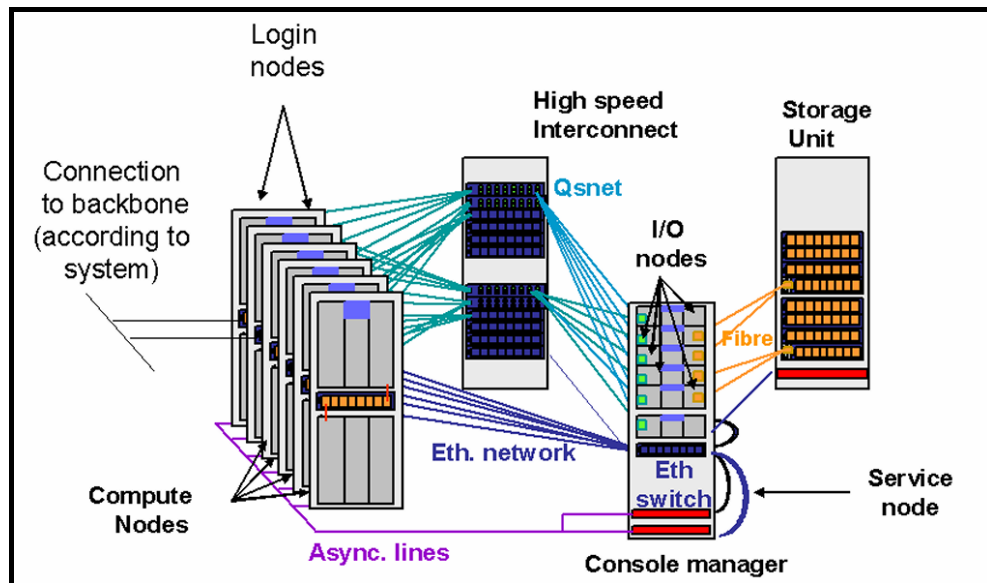 Login
nodes
High speed
Interconnect
Storage
Unit
Connection
to backbone
(according to
system)
Qsnet
I/O
nodes
Fibre
Eth. network
Eth
switch
Compute
Nodes
Service
node
Async. lines
Console manager